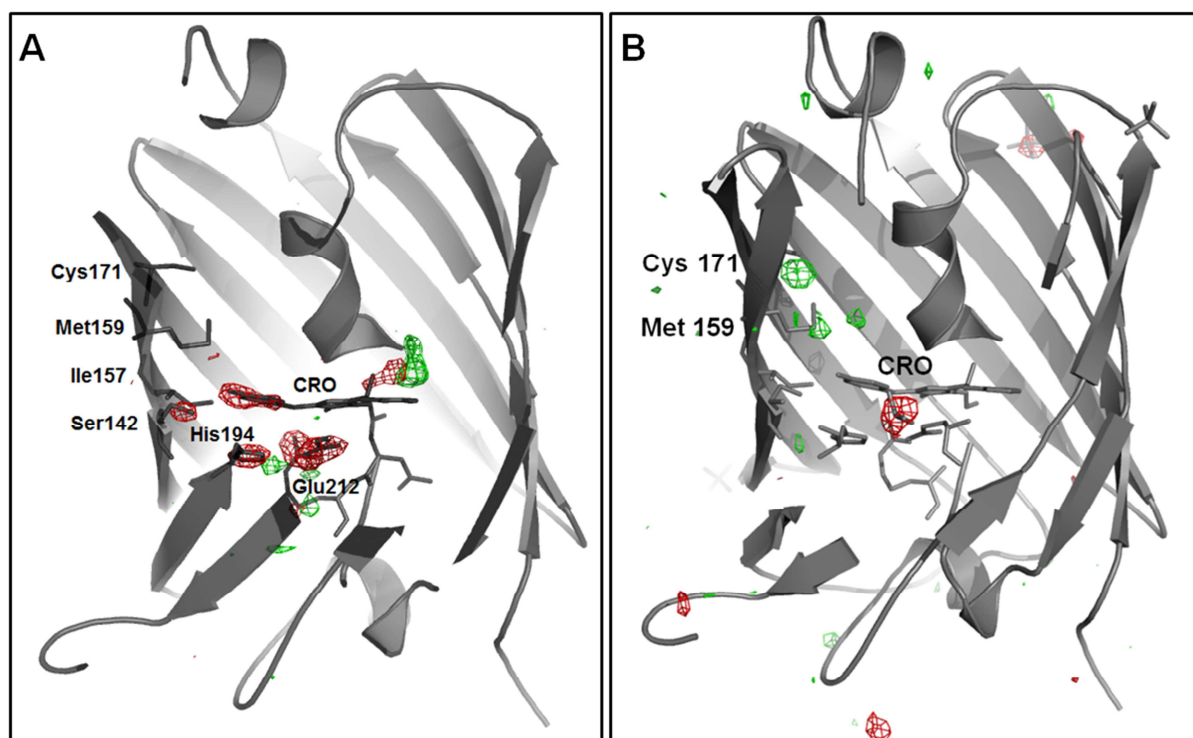 A
Cys171
Met159
Ile157
CRO
Ser142
His194
Glu212
B
Cys 171
Met 159
CRO